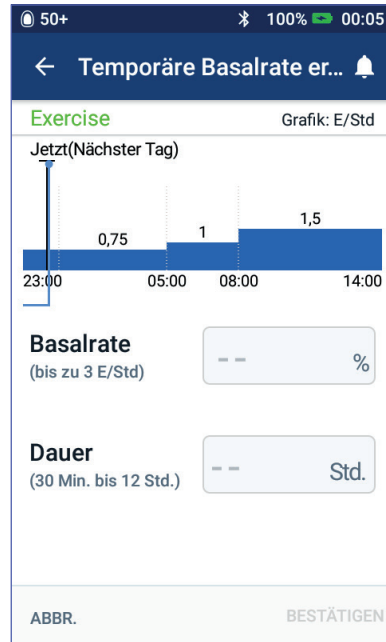 50+ 100% 00:05
Temporäre Basalrate er...
Exercise Grafik: E/Std
Jetzt(Nächster Tag)
0,75 1 1,5
23:00 05:00 08:00 14:00
Basalrate -- %
(bis zu 3 E/Std)
Dauer -- Std.
(30 Min. bis 12 Std.)
ABBR. BESTÄTIGEN